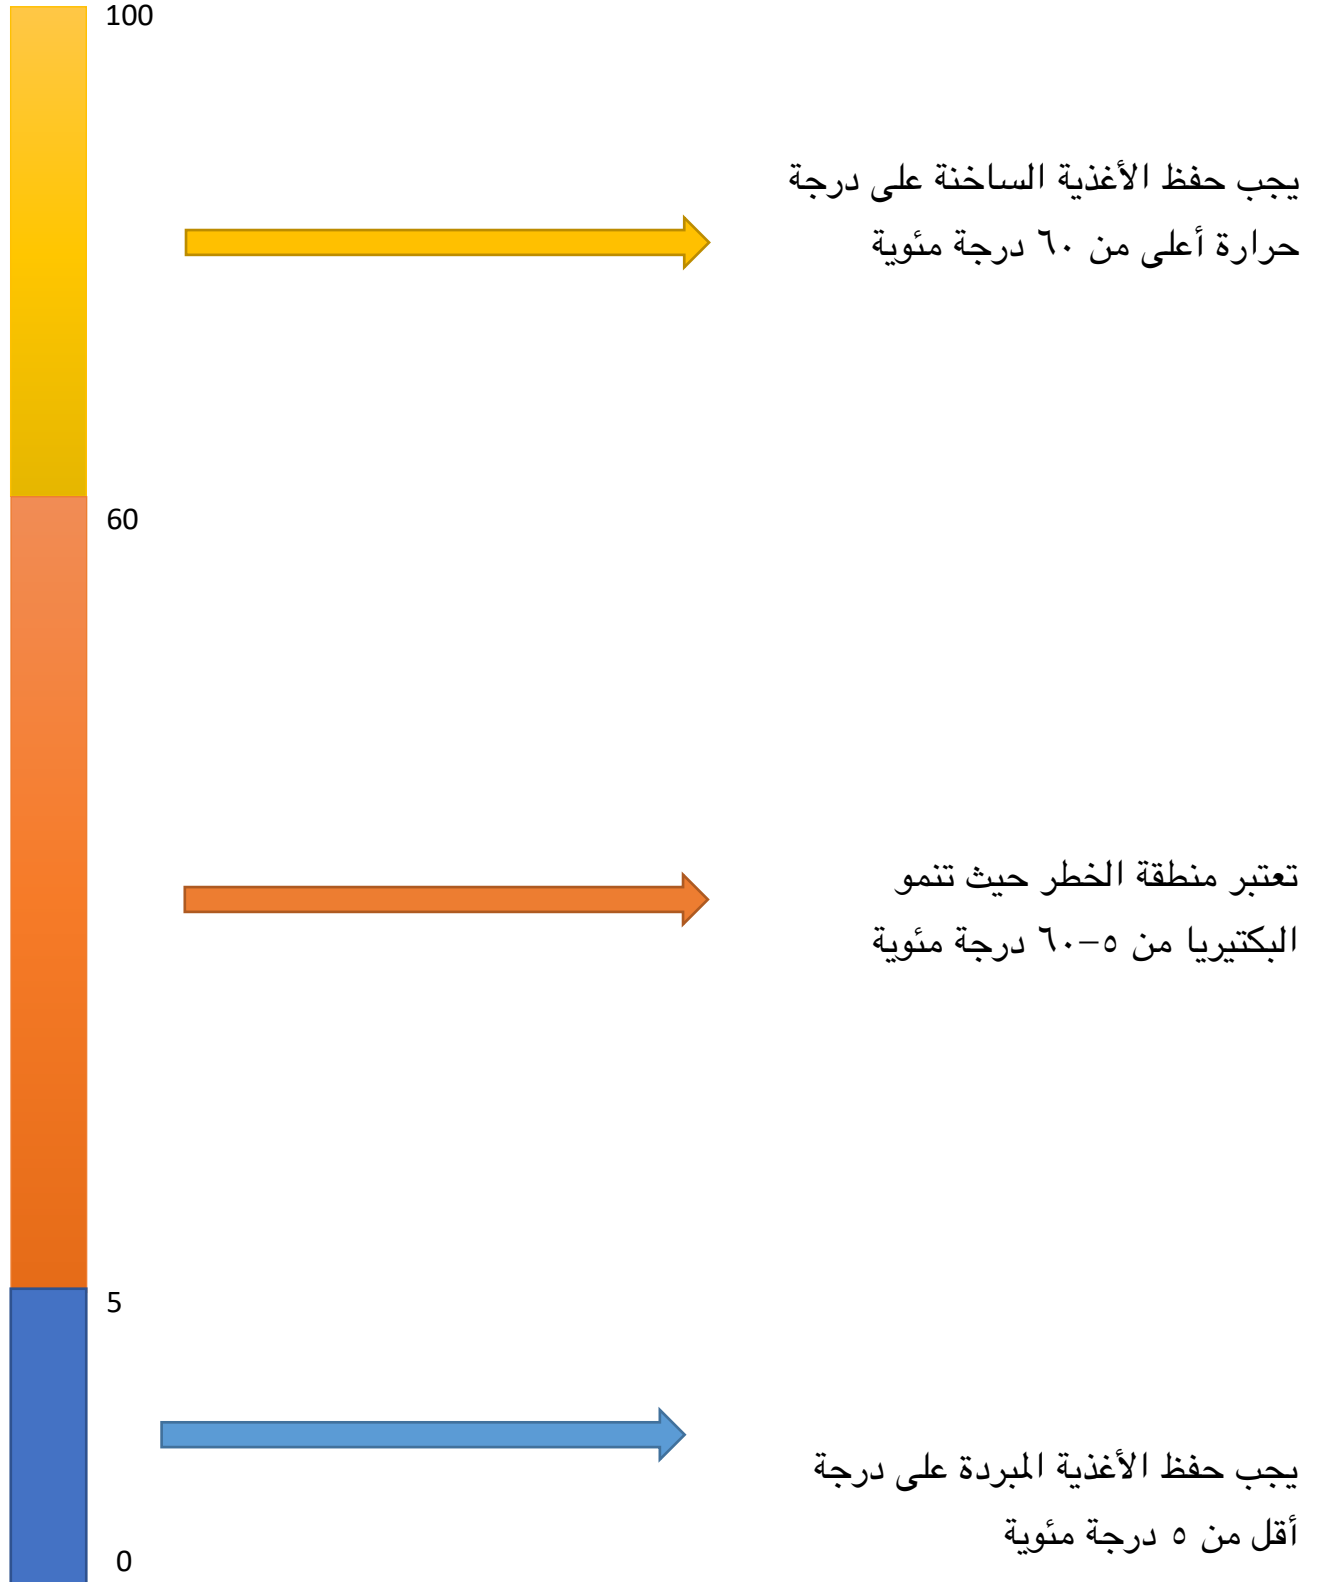 100
يجب حفظ الأغذية الساخنة على درجة
حرارة أعلى من ٦٠ درجة مئوية
60
تعتبر منطقة الخطر حيث تنمو
البكتيريا من ٥-٦٠ درجة مئوية
5
يجب حفظ الأغذية المبردة على درجة
أقل من ٥ درجة مئوية
0